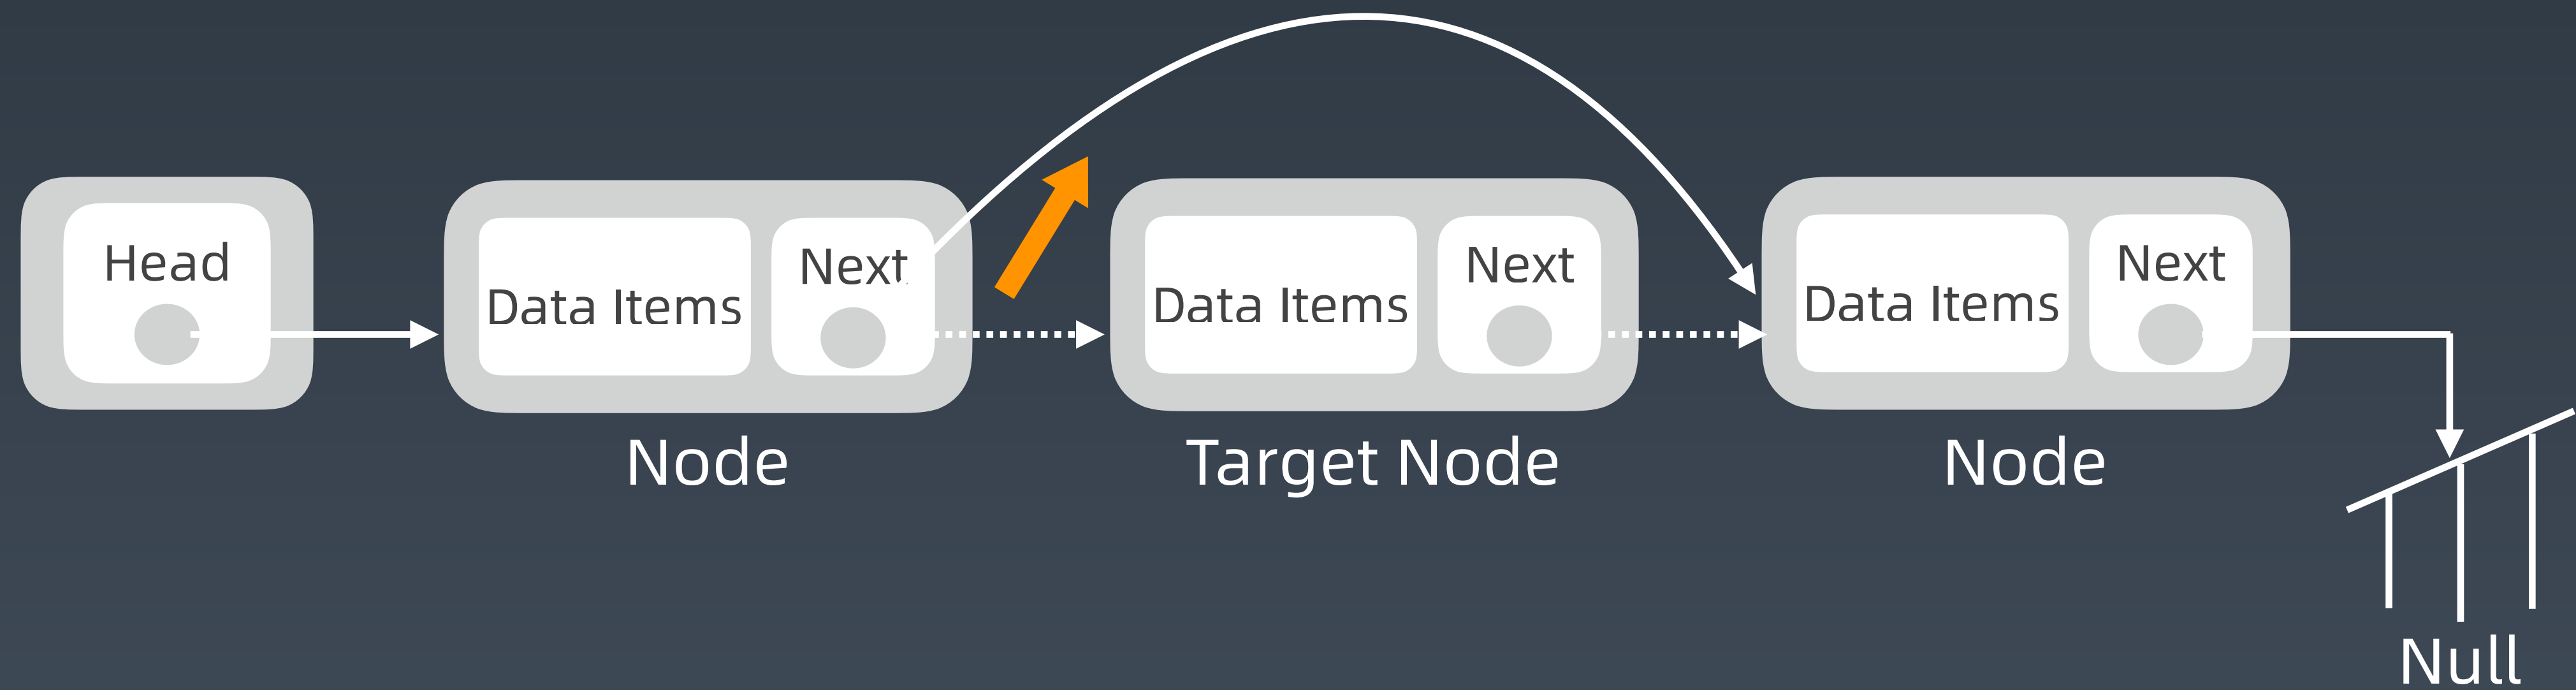 Head
Data Items
Next
Data Items
Next
Data Items
Next
Node
Target Node
Node
Null